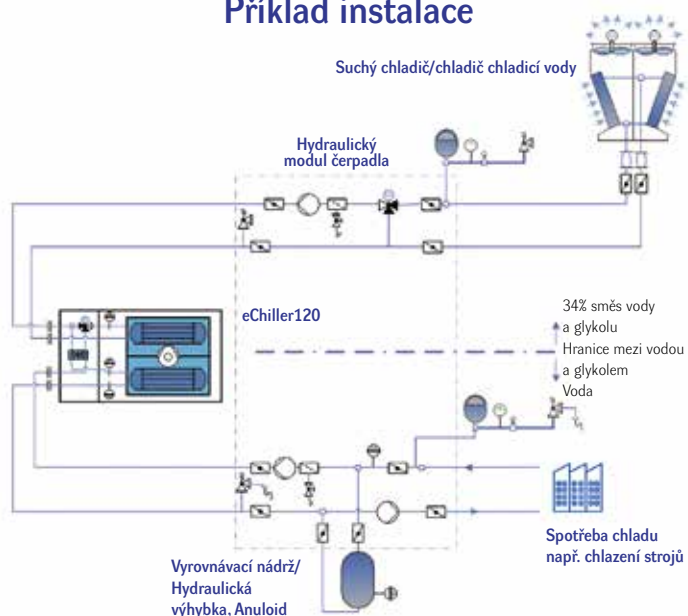 Příklad instalace
Suchý chladič/chladič chladicí vody
Hydraulický
modul čerpadla
eChiller120
34% směs vody
a glykolu
Hranice mezi vodou
a glykolem
Voda
Spotřeba chladu
např. chlazení strojů
Vyrovnávací nádrž/
Hydraulická
výhybka, Anuloid